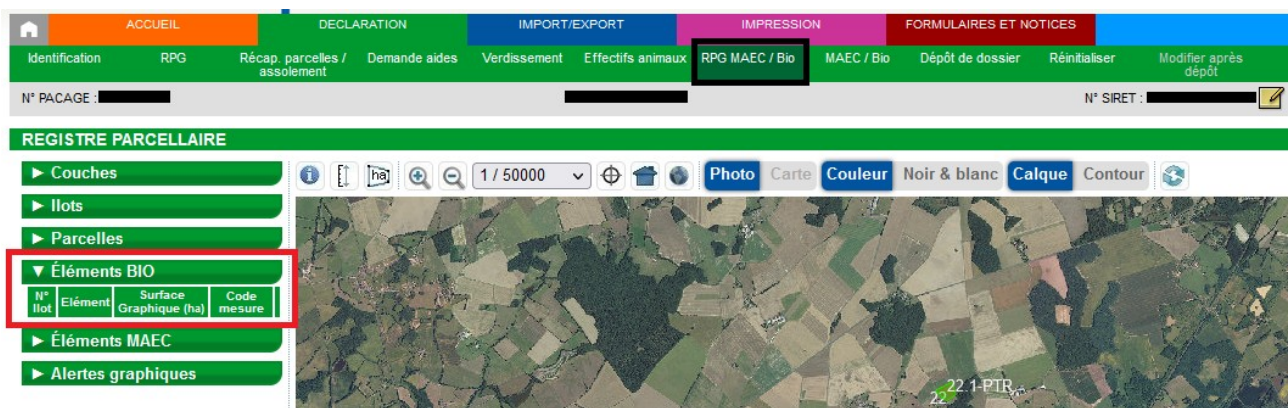 ACCUEIL DECLARATION IMPORT/EXPORT IMPRESSION FORMULAIRES ET NOTICES
Identification RPG Récap. parcelles / assolement Demande aides Verdissement Effectifs animaux RPG MAEC / Bio MAEC / Bio Dépôt de dossier Réinitialiser Modifier après dépôt
N° PACAGE : N° SIRET :
REGISTRE PARCELLAIRE
► Couches
1 / 50000 Photo Carte Couleur Noir & blanc Calque Contour
► Ilots
► Parcelles
▼ Éléments BIO
N° Ilot Elément Surface Graphique (ha) Code mesure
► Éléments MAEC
► Alertes graphiques
22 22.1-PTR